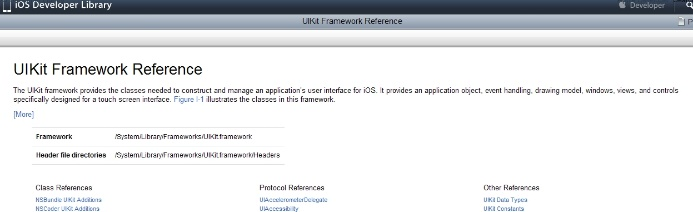 iOS Developer Library
Developer
UIKit Framework Reference
UIKit Framework Reference
The UIKit framework provides the classes needed to construct and manage an application's user interface for iOS. It provides an application object, event handling, drawing model, windows, views, and controls
specifically designed for a touch screen interface. Figure I-1 illustrates the classes in this framework.
[More]
Framework /System/Library/Frameworks/UIKit.framework
Header file directories /System/Library/Frameworks/UIKit.framework/Headers
Class References Protocol References Other References
NSBundle UIKit Additions UIAccelerometerDelegate UIKit Data Types
NSCoder UIKit Additions UIAccessibility UIKit Constants